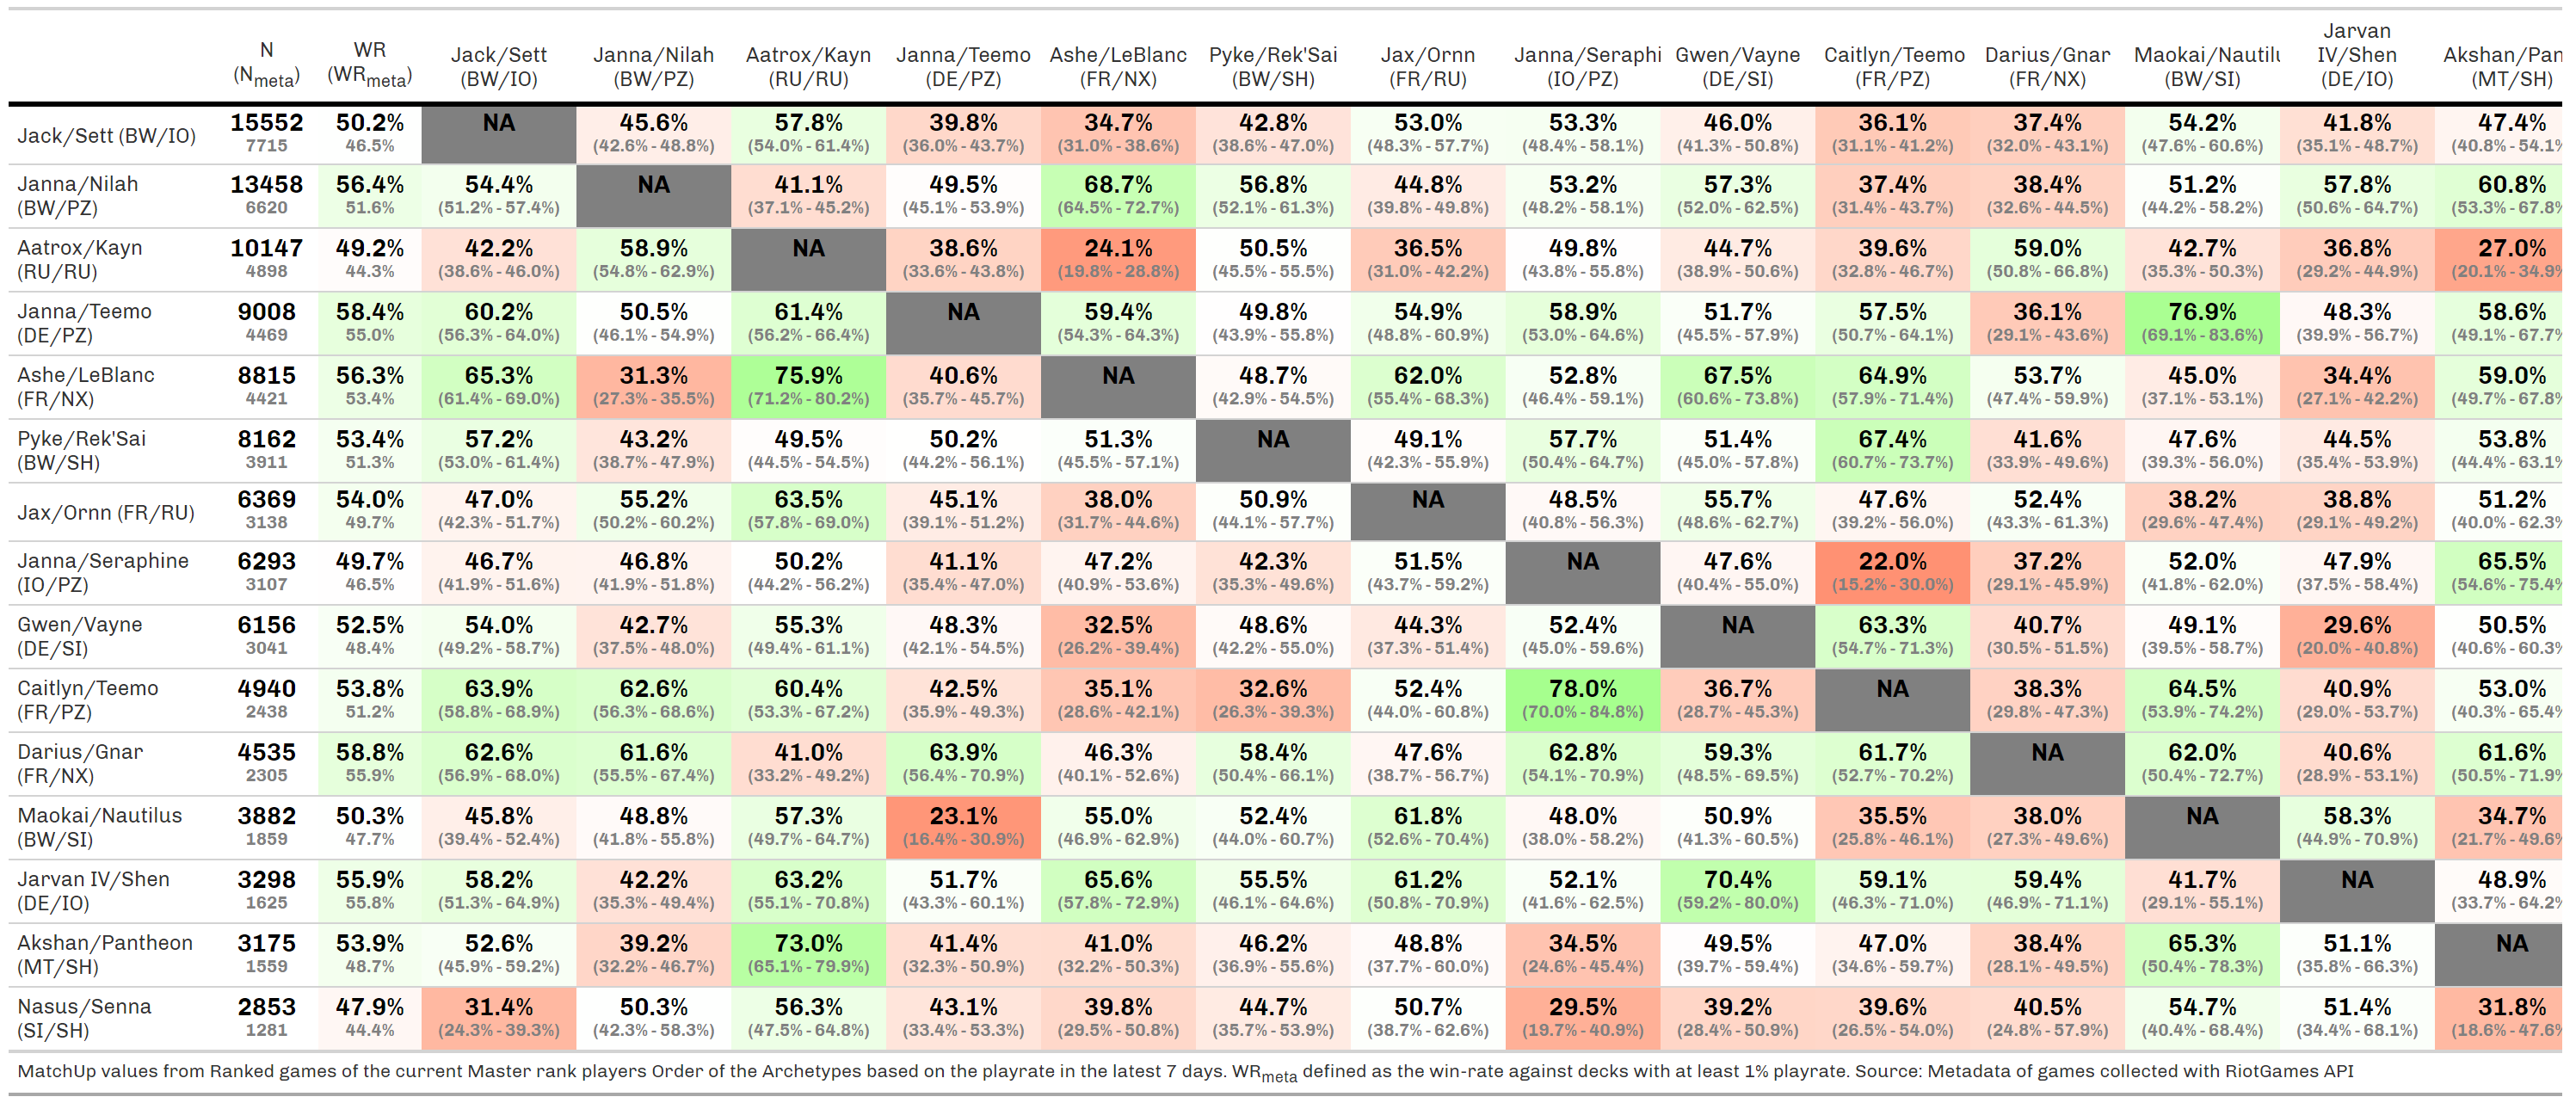 N WR Jack/Sett Janna/Nilah Aatrox/Kayn Janna/Teemo Ashe/LeBlanc Pyke/Rek'Sai Jax/Ornn Janna/Seraphi Gwen/Vayne Caitlyn/Teemo Darius/Gnar Maokai/Nautilu Jarvan IV/Shen Akshan/Pan
(Nmeta) (WRmeta) (BW/IO) (BW/PZ) (RU/RU) (DE/PZ) (FR/NX) (BW/SH) (FR/RU) (IO/PZ) (DE/SI) (FR/PZ) (FR/NX) (BW/SI) (DE/IO) (MT/SH)
Jack/Sett (BW/IO) 15552 50.2% NA 45.6% 57.8% 39.8% 34.7% 42.8% 53.0% 53.3% 46.0% 36.1% 37.4% 54.2% 41.8% 47.4%
7715 46.5% (42.6% - 48.8%) (54.0% - 61.4%) (36.0% - 43.7%) (31.0% - 38.6%) (38.6% - 47.0%) (48.3% - 57.7%) (48.4% - 58.1%) (41.3% - 50.8%) (31.1% - 41.2%) (32.0% - 43.1%) (47.6% - 60.6%) (35.1% - 48.7%) (40.8% - 54.1%
Janna/Nilah 13458 56.4% 54.4% NA 41.1% 49.5% 68.7% 56.8% 44.8% 53.2% 57.3% 37.4% 38.4% 51.2% 57.8% 60.8%
(BW/PZ) 6620 51.6% (51.2% - 57.4%) (37.1% - 45.2%) (45.1% - 53.9%) (64.5% - 72.7%) (52.1% - 61.3%) (39.8% - 49.8%) (48.2% - 58.1%) (52.0% - 62.5%) (31.4% - 43.7%) (32.6% - 44.5%) (44.2% - 58.2%) (50.6% - 64.7%) (53.3% - 67.8%
Aatrox/Kayn 10147 49.2% 42.2% 58.9% NA 38.6% 24.1% 50.5% 36.5% 49.8% 44.7% 39.6% 59.0% 42.7% 36.8% 27.0%
(RU/RU) 4898 44.3% (38.6% - 46.0%) (54.8% - 62.9%) (33.6% - 43.8%) (19.8% - 28.8%) (45.5% - 55.5%) (31.0% - 42.2%) (43.8% - 55.8%) (38.9% - 50.6%) (32.8% - 46.7%) (50.8% - 66.8%) (35.3% - 50.3%) (29.2% - 44.9%) (20.1% - 34.9%
Janna/Teemo 9008 58.4% 60.2% 50.5% 61.4% NA 59.4% 49.8% 54.9% 58.9% 51.7% 57.5% 36.1% 76.9% 48.3% 58.6%
(DE/PZ) 4469 55.0% (56.3% - 64.0%) (46.1% - 54.9%) (56.2% - 66.4%) (54.3% - 64.3%) (43.9% - 55.8%) (48.8% - 60.9%) (53.0% - 64.6%) (45.5% - 57.9%) (50.7% - 64.1%) (29.1% - 43.6%) (69.1% - 83.6%) (39.9% - 56.7%) (49.1% - 67.7%
Ashe/LeBlanc 8815 56.3% 65.3% 31.3% 75.9% 40.6% NA 48.7% 62.0% 52.8% 67.5% 64.9% 53.7% 45.0% 34.4% 59.0%
(FR/NX) 4421 53.4% (61.4% - 69.0%) (27.3% - 35.5%) (71.2% - 80.2%) (35.7% - 45.7%) (42.9% - 54.5%) (55.4% - 68.3%) (46.4% - 59.1%) (60.6% - 73.8%) (57.9% - 71.4%) (47.4% - 59.9%) (37.1% - 53.1%) (27.1% - 42.2%) (49.7% - 67.8%
Pyke/Rek'Sai 8162 53.4% 57.2% 43.2% 49.5% 50.2% 51.3% NA 49.1% 57.7% 51.4% 67.4% 41.6% 47.6% 44.5% 53.8%
(BW/SH) 3911 51.3% (53.0% - 61.4%) (38.7% - 47.9%) (44.5% - 54.5%) (44.2% - 56.1%) (45.5% - 57.1%) (42.3% - 55.9%) (50.4% - 64.7%) (45.0% - 57.8%) (60.7% - 73.7%) (33.9% - 49.6%) (39.3% - 56.0%) (35.4% - 53.9%) (44.4% - 63.1%
Jax/Ornn (FR/RU) 6369 54.0% 47.0% 55.2% 63.5% 45.1% 38.0% 50.9% NA 48.5% 55.7% 47.6% 52.4% 38.2% 38.8% 51.2%
3138 49.7% (42.3% - 51.7%) (50.2% - 60.2%) (57.8% - 69.0%) (39.1% - 51.2%) (31.7% - 44.6%) (44.1% - 57.7%) (40.8% - 56.3%) (48.6% - 62.7%) (39.2% - 56.0%) (43.3% - 61.3%) (29.6% - 47.4%) (29.1% - 49.2%) (40.0% - 62.3%
Janna/Seraphine 6293 49.7% 46.7% 46.8% 50.2% 41.1% 47.2% 42.3% 51.5% NA 47.6% 22.0% 37.2% 52.0% 47.9% 65.5%
(IO/PZ) 3107 46.5% (41.9% - 51.6%) (41.9% - 51.8%) (44.2% - 56.2%) (35.4% - 47.0%) (40.9% - 53.6%) (35.3% - 49.6%) (43.7% - 59.2%) (40.4% - 55.0%) (15.2% - 30.0%) (29.1% - 45.9%) (41.8% - 62.0%) (37.5% - 58.4%) (54.6% - 75.4%
Gwen/Vayne 6156 52.5% 54.0% 42.7% 55.3% 48.3% 32.5% 48.6% 44.3% 52.4% NA 63.3% 40.7% 49.1% 29.6% 50.5%
(DE/SI) 3041 48.4% (49.2% - 58.7%) (37.5% - 48.0%) (49.4% - 61.1%) (42.1% - 54.5%) (26.2% - 39.4%) (42.2% - 55.0%) (37.3% - 51.4%) (45.0% - 59.6%) (54.7% - 71.3%) (30.5% - 51.5%) (39.5% - 58.7%) (20.0% - 40.8%) (40.6% - 60.3%
Caitlyn/Teemo 4940 53.8% 63.9% 62.6% 60.4% 42.5% 35.1% 32.6% 52.4% 78.0% 36.7% NA 38.3% 64.5% 40.9% 53.0%
(FR/PZ) 2438 51.2% (58.8% - 68.9%) (56.3% - 68.6%) (53.3% - 67.2%) (35.9% - 49.3%) (28.6% - 42.1%) (26.3% - 39.3%) (44.0% - 60.8%) (70.0% - 84.8%) (28.7% - 45.3%) (29.8% - 47.3%) (53.9% - 74.2%) (29.0% - 53.7%) (40.3% - 65.4%
Darius/Gnar 4535 58.8% 62.6% 61.6% 41.0% 63.9% 46.3% 58.4% 47.6% 62.8% 59.3% 61.7% NA 62.0% 40.6% 61.6%
(FR/NX) 2305 55.9% (56.9% - 68.0%) (55.5% - 67.4%) (33.2% - 49.2%) (56.4% - 70.9%) (40.1% - 52.6%) (50.4% - 66.1%) (38.7% - 56.7%) (54.1% - 70.9%) (48.5% - 69.5%) (52.7% - 70.2%) (50.4% - 72.7%) (28.9% - 53.1%) (50.5% - 71.9%
Maokai/Nautilus 3882 50.3% 45.8% 48.8% 57.3% 23.1% 55.0% 52.4% 61.8% 48.0% 50.9% 35.5% 38.0% NA 58.3% 34.7%
(BW/SI) 1859 47.7% (39.4% - 52.4%) (41.8% - 55.8%) (49.7% - 64.7%) (16.4% - 30.9%) (46.9% - 62.9%) (44.0% - 60.7%) (52.6% - 70.4%) (38.0% - 58.2%) (41.3% - 60.5%) (25.8% - 46.1%) (27.3% - 49.6%) (44.9% - 70.9%) (21.7% - 49.6%
Jarvan IV/Shen 3298 55.9% 58.2% 42.2% 63.2% 51.7% 65.6% 55.5% 61.2% 52.1% 70.4% 59.1% 59.4% 41.7% NA 48.9%
(DE/IO) 1625 55.8% (51.3% - 64.9%) (35.3% - 49.4%) (55.1% - 70.8%) (43.3% - 60.1%) (57.8% - 72.9%) (46.1% - 64.6%) (50.8% - 70.9%) (41.6% - 62.5%) (59.2% - 80.0%) (46.3% - 71.0%) (46.9% - 71.1%) (29.1% - 55.1%) (33.7% - 64.2%
Akshan/Pantheon 3175 53.9% 52.6% 39.2% 73.0% 41.4% 41.0% 46.2% 48.8% 34.5% 49.5% 47.0% 38.4% 65.3% 51.1% NA
(MT/SH) 1559 48.7% (45.9% - 59.2%) (32.2% - 46.7%) (65.1% - 79.9%) (32.3% - 50.9%) (32.2% - 50.3%) (36.9% - 55.6%) (37.7% - 60.0%) (24.6% - 45.4%) (39.7% - 59.4%) (34.6% - 59.7%) (28.1% - 49.5%) (50.4% - 78.3%) (35.8% - 66.3%)
Nasus/Senna 2853 47.9% 31.4% 50.3% 56.3% 43.1% 39.8% 44.7% 50.7% 29.5% 39.2% 39.6% 40.5% 54.7% 51.4% 31.8%
(SI/SH) 1281 44.4% (24.3% - 39.3%) (42.3% - 58.3%) (47.5% - 64.8%) (33.4% - 53.3%) (29.5% - 50.8%) (35.7% - 53.9%) (38.7% - 62.6%) (19.7% - 40.9%) (28.4% - 50.9%) (26.5% - 54.0%) (24.8% - 57.9%) (40.4% - 68.4%) (34.4% - 68.1%) (18.6% - 47.6%
MatchUp values from Ranked games of the current Master rank players Order of the Archetypes based on the playrate in the latest 7 days. WRmeta defined as the win-rate against decks with at least 1% playrate. Source: Metadata of games collected with RiotGames API